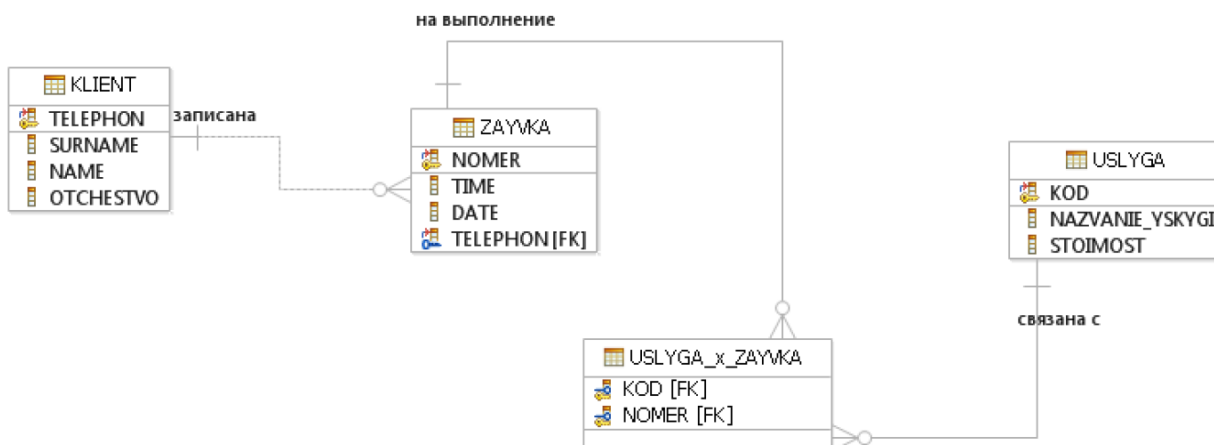 на выполнение
KLIENT
TELEPHON
SURNAME
NAME
OTCHESTVO
записана
ZAYVKA
NOMER
TIME
DATE
TELEPHON [FK]
USLYGA
KOD
NAZVANIE_YSKYGI
STOIMOST
связана с
USLYGA_x_ZAYVKA
KOD [FK]
NOMER [FK]